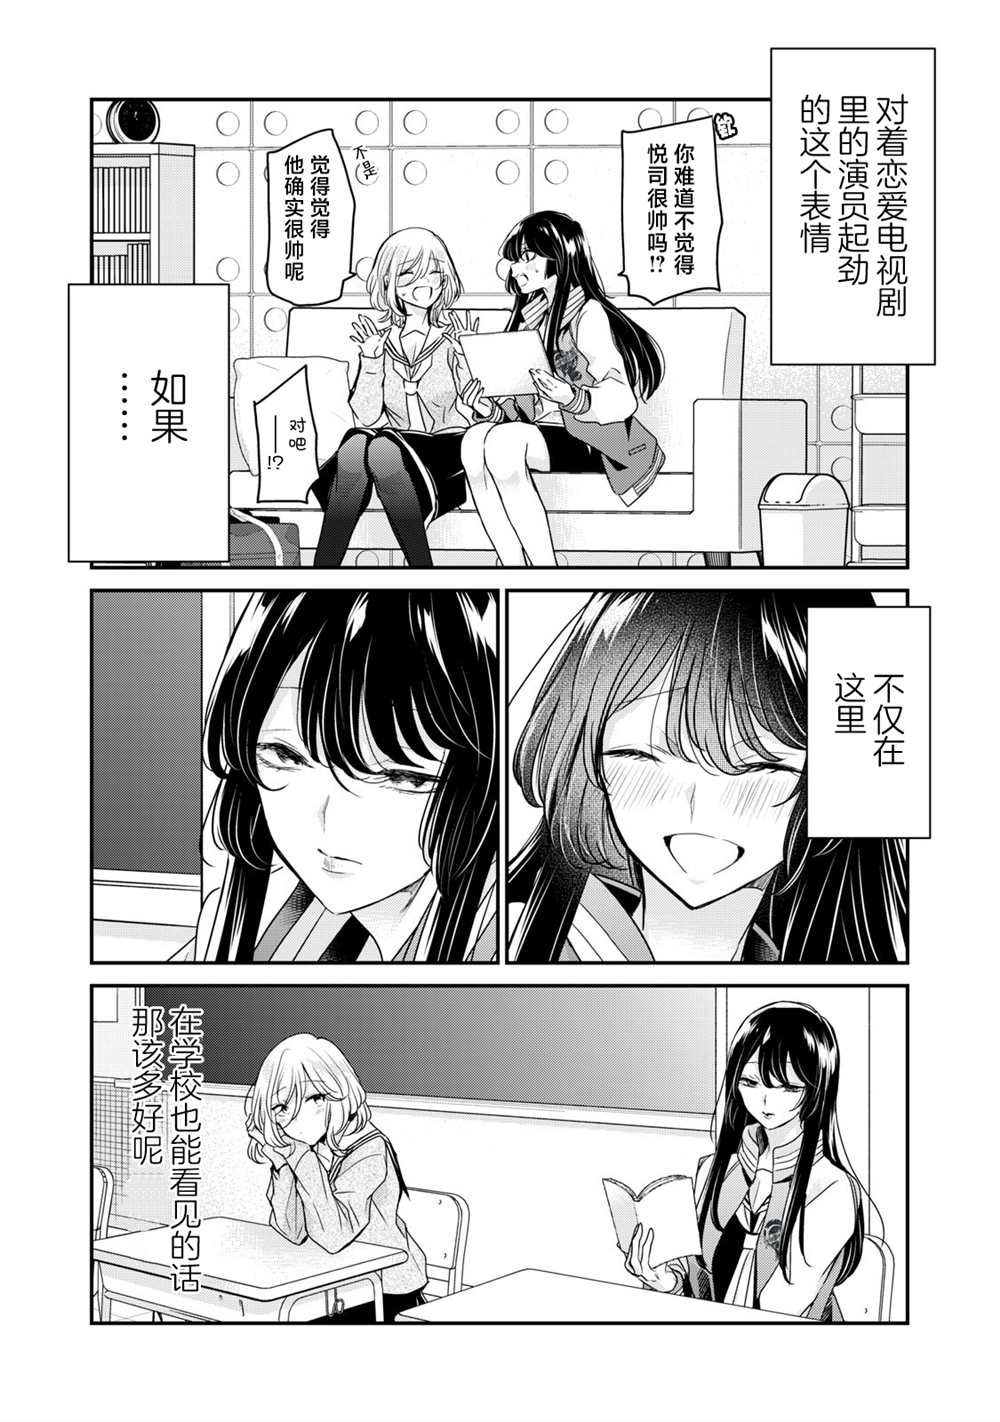 对着恋爱电视剧
里的演员起劲
的这个表情
你难道不觉得
悦司很帅吗!?
不是
觉得觉得
他确实很帅呢
对吧
——!?
如果
……
不仅在
这里
在学校也能看见的话
那该多好呢